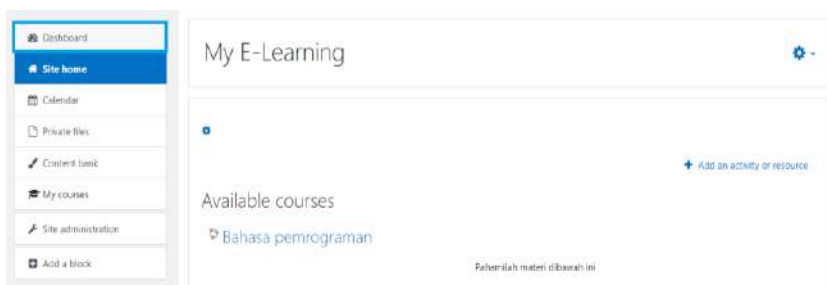 Dashboard
Site home
Calendar
Private files
Content bank
My courses
Site administration
Add a block
My E-Learning
Add an activity or resource
Available courses
Bahasa pemrograman
Pahamilah materi dibawah ini